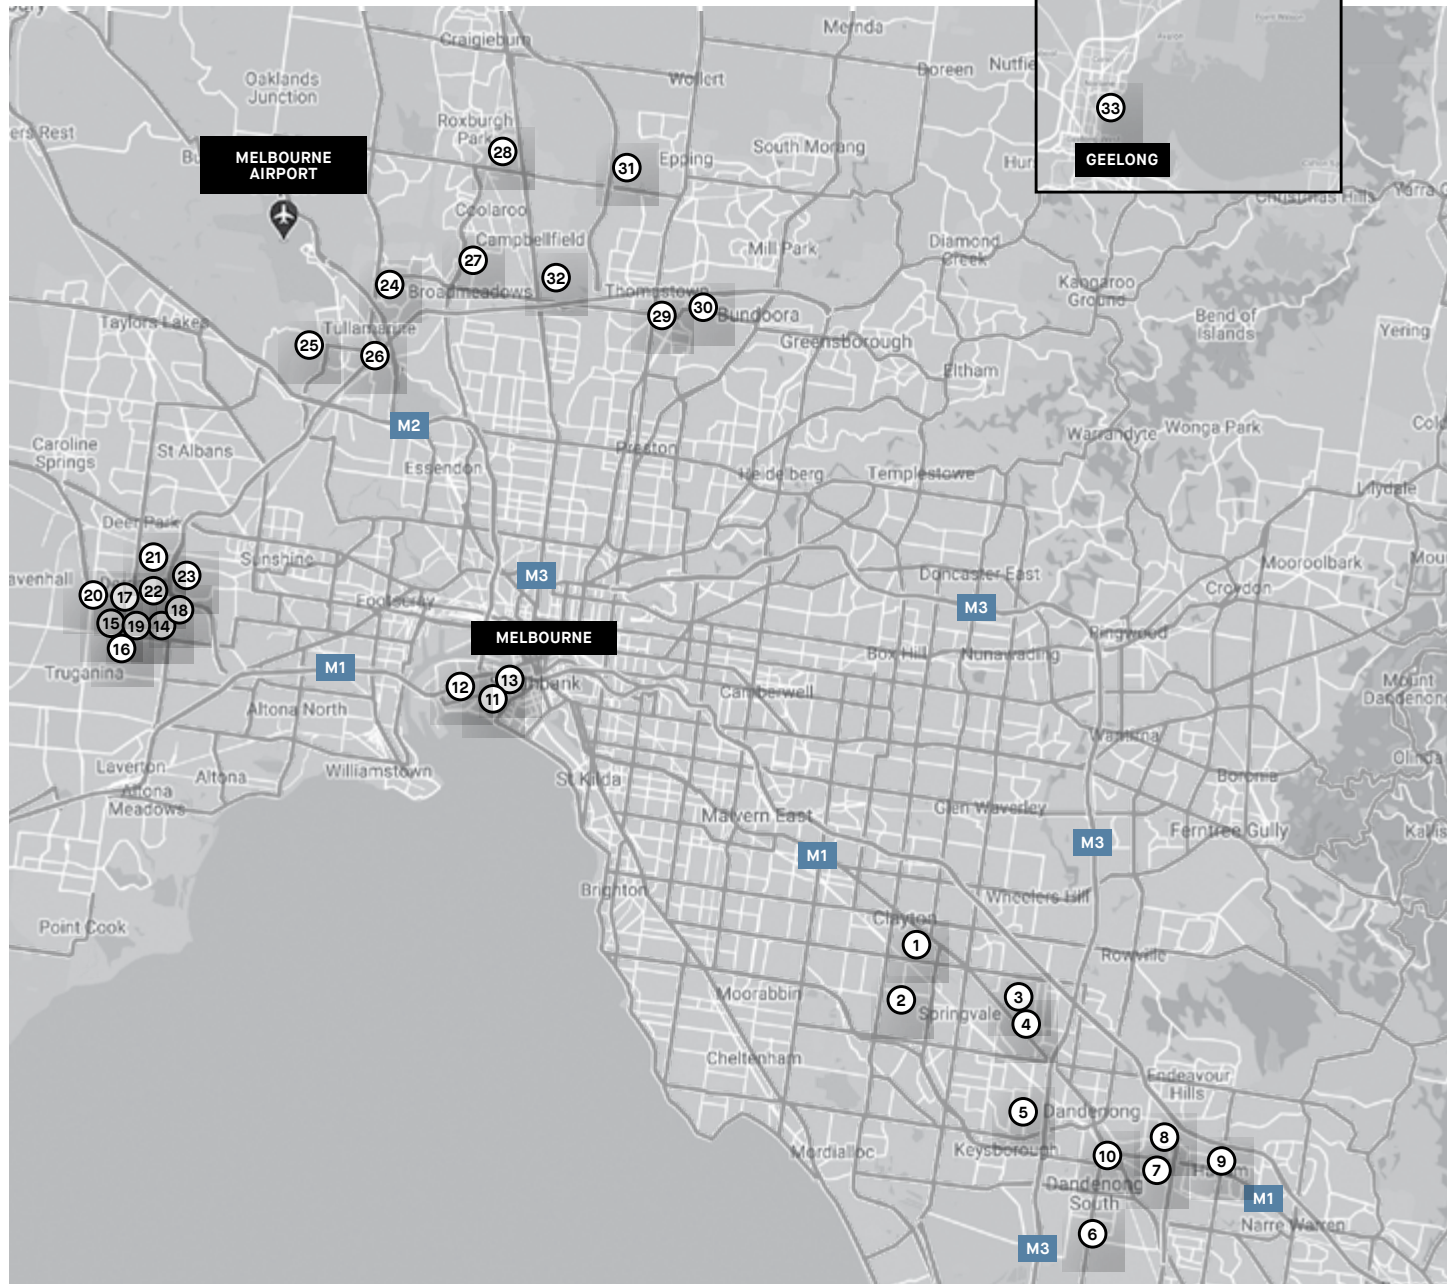 Craigieburn
Mernda
Oaklands
Junction
Wollert
Doreen
Roxburgh
Park
28
33
MELBOURNE
AIRPORT
31
Epping
South Morang
GEELONG
Coolaroo
Campbellfield
Mill Park
Diamond
Creek
Christmas Hills
27
24
32
Broadmeadows
Thomastown
29
30
Bundoora
Kangaroo
Ground
Bend of
Islands
Yering
Taylors Lakes
Tullamarine
25
26
Greensborough
Eltham
M2
Caroline
Springs
St Albans
Essendon
Preston
Heidelberg
Templestowe
Warrandyte
Wonga Park
Lilydale
Deer Park
21
Sunshine
23
20
17
22
18
15
19
14
16
Truganina
Footscray
M3
MELBOURNE
Doncaster East
M3
Mooroolbark
Croydon
Ringwood
Box Hill
Nunawading
M1
12
13
11
Camberwell
Mount
Altona North
Wantirna
Laverton
Altona
Altona
Meadows
Williamstown
St Kilda
Boronia
Malvern East
Glen Waverley
Ferntree Gully
M1
M3
Brighton
Wheelers Hill
Point Cook
Clayton
1
Rowville
Moorabbin
2
Springvale
3
4
Cheltenham
Endeavour
Hills
5
Dandenong
Mordialloc
Keysborough
8
10
7
9
Dandenong
South
M1
6
Narre Warren
M3